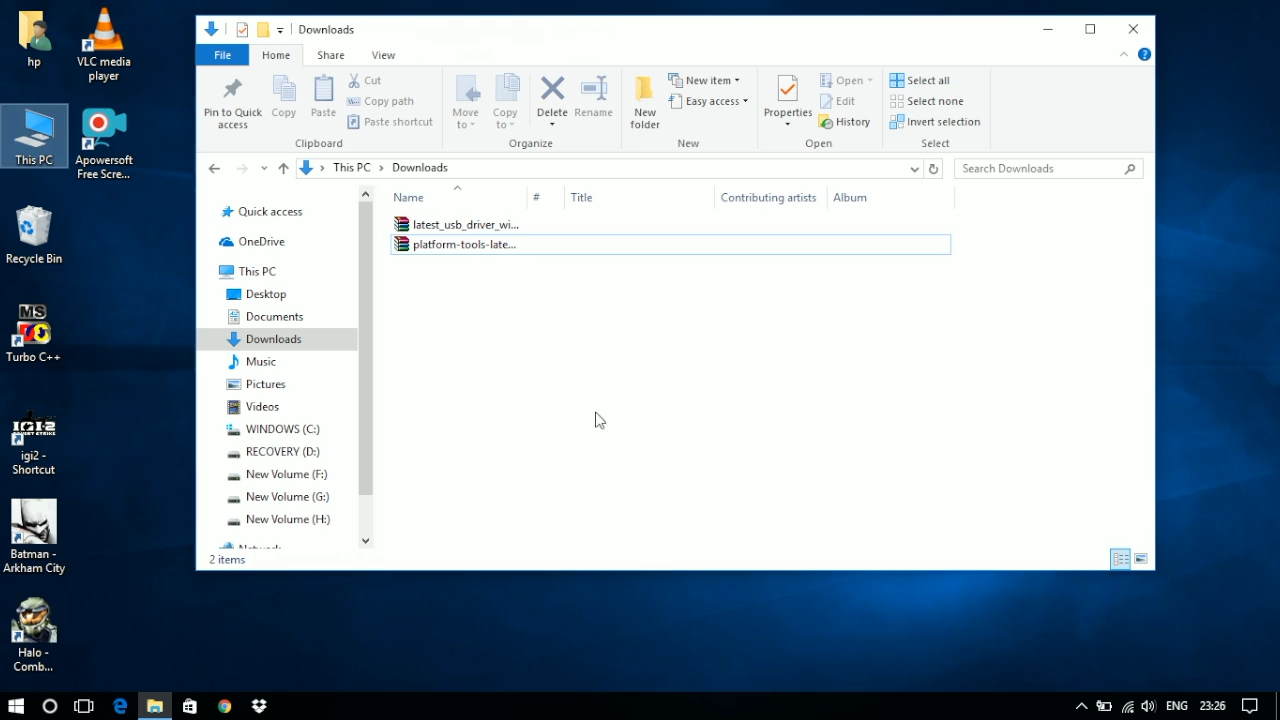 hp
VLC media
player
This PC
Apowersoft
Free Scre...
Recycle Bin
MS
Turbo C++
IGI2
igi2 -
Shortcut
Batman -
Arkham City
Halo -
Comb...
Downloads
File Home Share View
Pin to Quick
access
Copy
Paste
Cut
Copy path
Paste shortcut
Clipboard
Move
to
Copy
to
Delete
Rename
Organize
New
folder
New item
Easy access
New
Properties
Open
Edit
History
Open
Select all
Select none
Invert selection
Select
This PC > Downloads
Search Downloads
Name # Title Contributing artists Album
latest_usb_driver_wi...
platform-tools-late...
Quick access
OneDrive
This PC
Desktop
Documents
Downloads
Music
Pictures
Videos
WINDOWS (C:)
RECOVERY (D:)
New Volume (F:)
New Volume (G:)
New Volume (H:)
Network
2 items
ENG 23:26